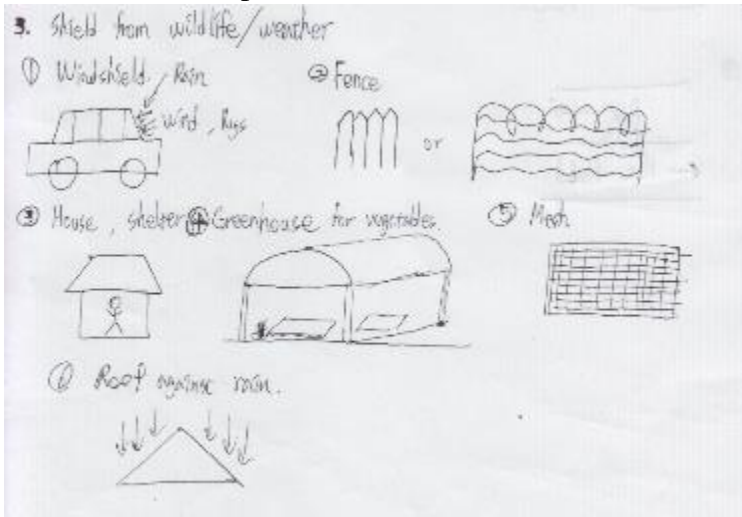 3. Shield from wildlife/weather
① Windshield
Rain
wind, Bugs
② Fence
or
③ House, shelter
④ Greenhouse for vegetables.
⑤ Mesh
⑥ Roof against rain.